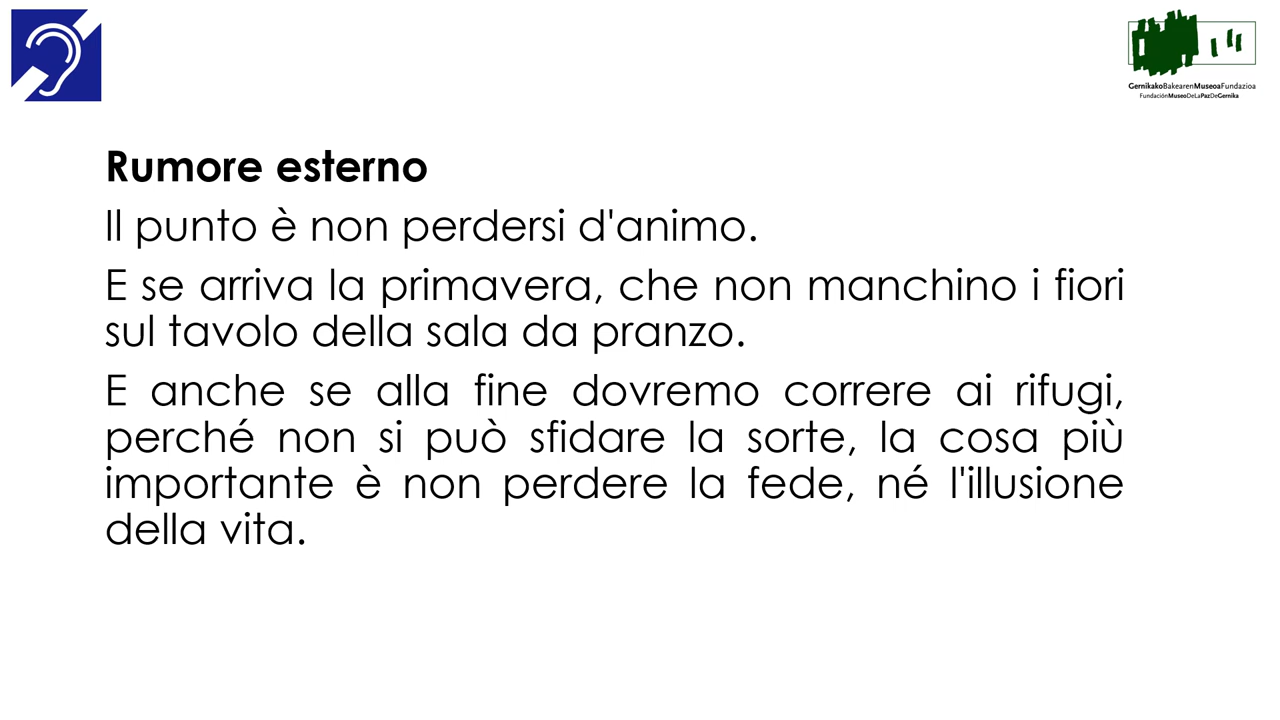 GernikakoBakearenMuseoaFundazioa
FundaciónMuseoDeLaPazDeGernika
Rumore esterno
Il punto è non perdersi d'animo.
E se arriva la primavera, che non manchino i fiori
sul tavolo della sala da pranzo.
E anche se alla fine dovremo correre ai rifugi,
perché non si può sfidare la sorte, la cosa più
importante è non perdere la fede, né l'illusione
della vita.